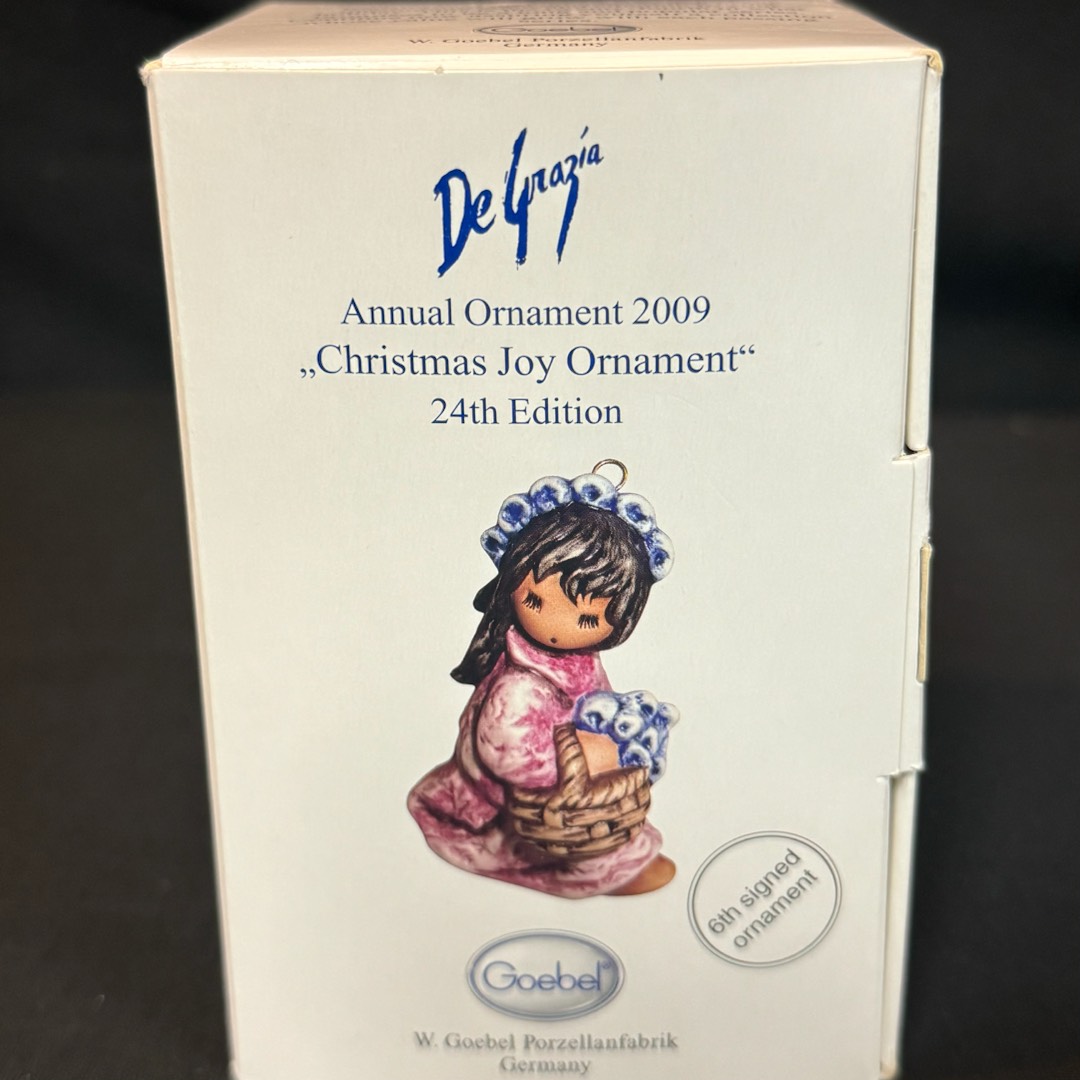 Goebel
W. Goebel Porzellanfabrik
Germany
De Grazia
Annual Ornament 2009
„Christmas Joy Ornament“
24th Edition
6th signed
ornament
Goebel®
W. Goebel Porzellanfabrik
Germany